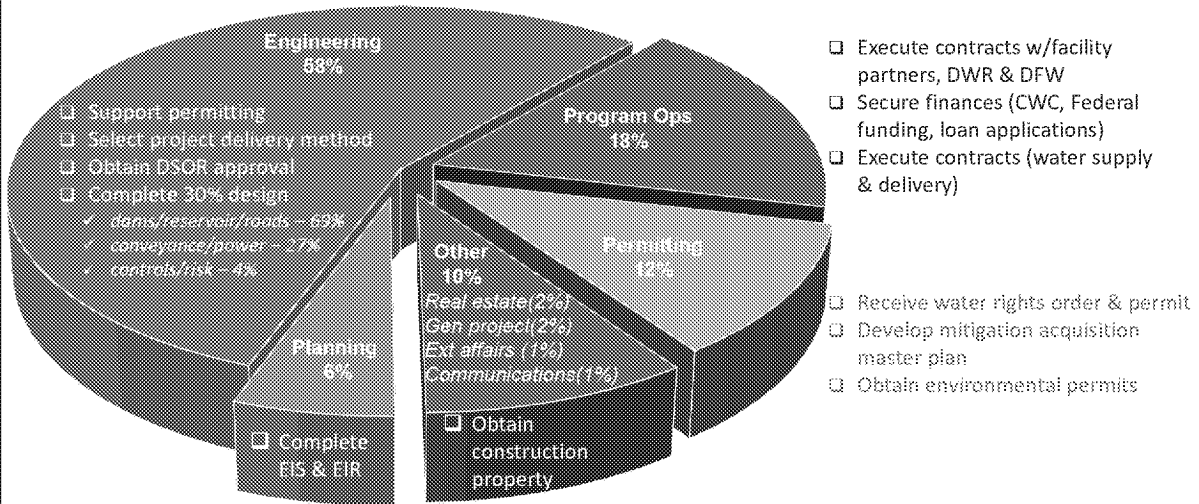 Engineering
58%
❑ Support permitting
❑ Select project delivery method
❑ Obtain DSOD approval
❑ Complete 30% design
✓ dams/reservoir/roads – 69%
✓ conveyance/power – 27%
✓ controls/risk – 4%
Program Ops
18%
❑ Execute contracts w/facility
partners, DWR & DFW
❑ Secure finances (CWC, Federal
funding, loan applications)
❑ Execute contracts (water supply
& delivery)
Permitting
12%
❑ Receive water rights order & permit
❑ Develop mitigation acquisition
master plan
❑ Obtain environmental permits
Other
10%
Real estate(2%)
Gen project(2%)
Ext affairs (1%)
Communications(1%)
❑ Obtain
construction
property
Planning
6%
❑ Complete
EIS & EIR